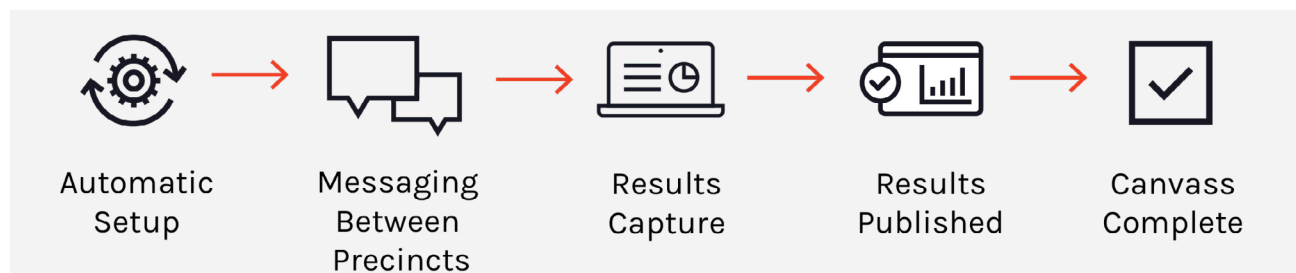 Automatic
Setup
Messaging
Between
Precincts
Results
Capture
Results
Published
Canvass
Complete